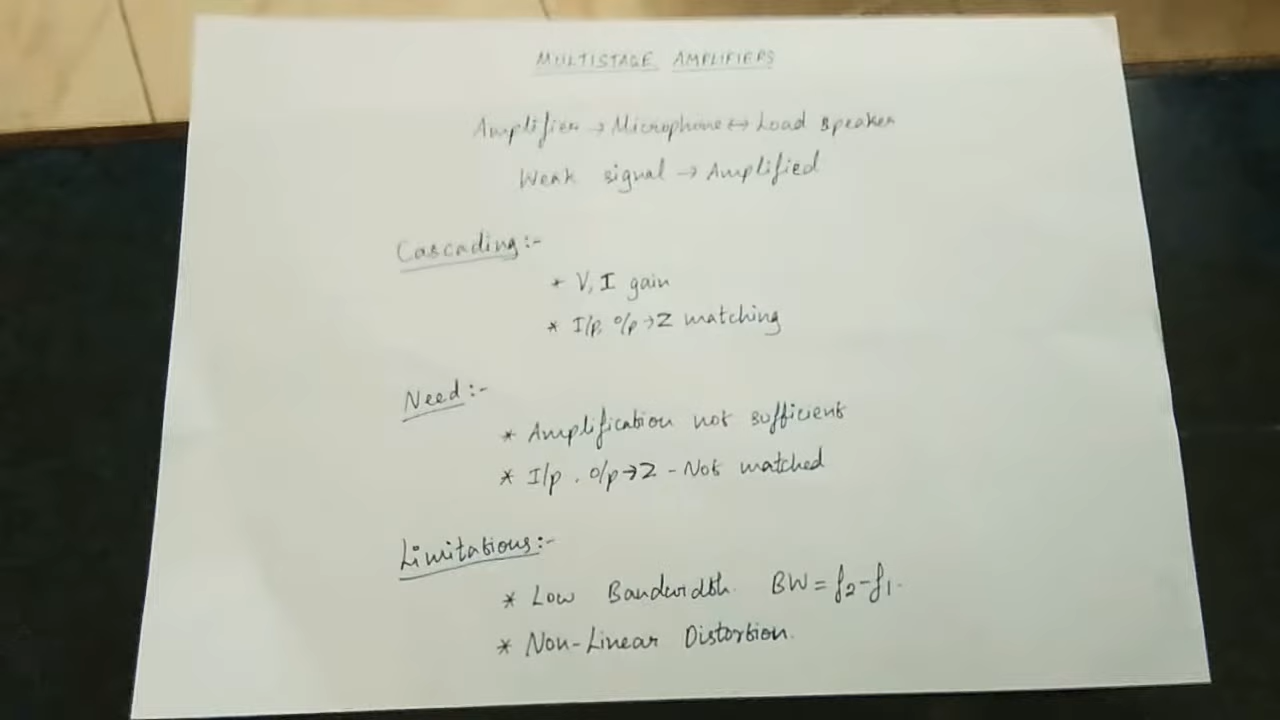 MULTISTAGE AMPLIFIERS
Amplifier → Microphone ↔ Load speaker
Weak signal → Amplified
Cascading:-
* V, I gain
* I/p, o/p → Z matching
Need:-
* Amplification not sufficient
* I/p, o/p → Z - Not matched
Limitations:-
* Low Bandwidth. BW = f₂-f₁.
* Non-Linear Distortion.